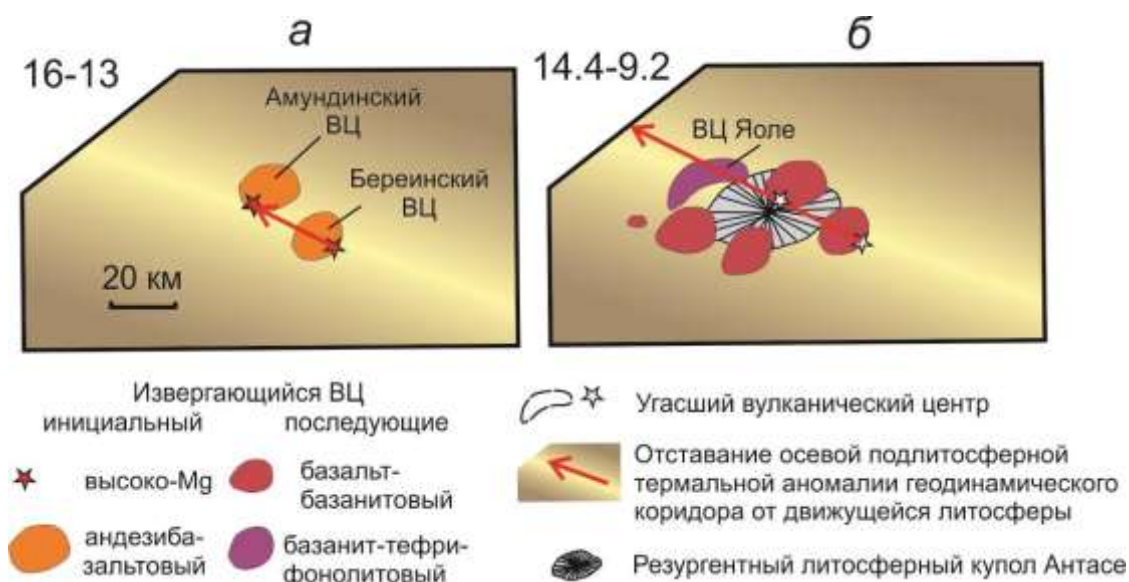 а
16-13
Амундинский
ВЦ
Береинский
ВЦ
20 км
б
14.4-9.2
ВЦ Яоле
Извергающийся ВЦ
инициальный последующие
высоко-Mg
базальт-
базанитовый
андезиба-
зальтовый
базанит-тефри-
фонолитовый
Угасший вулканический центр
Отставание осевой подлитосферной
термальной аномалии геодинамического
коридора от движущейся литосферы
Резургентный литосферный купол Антасе